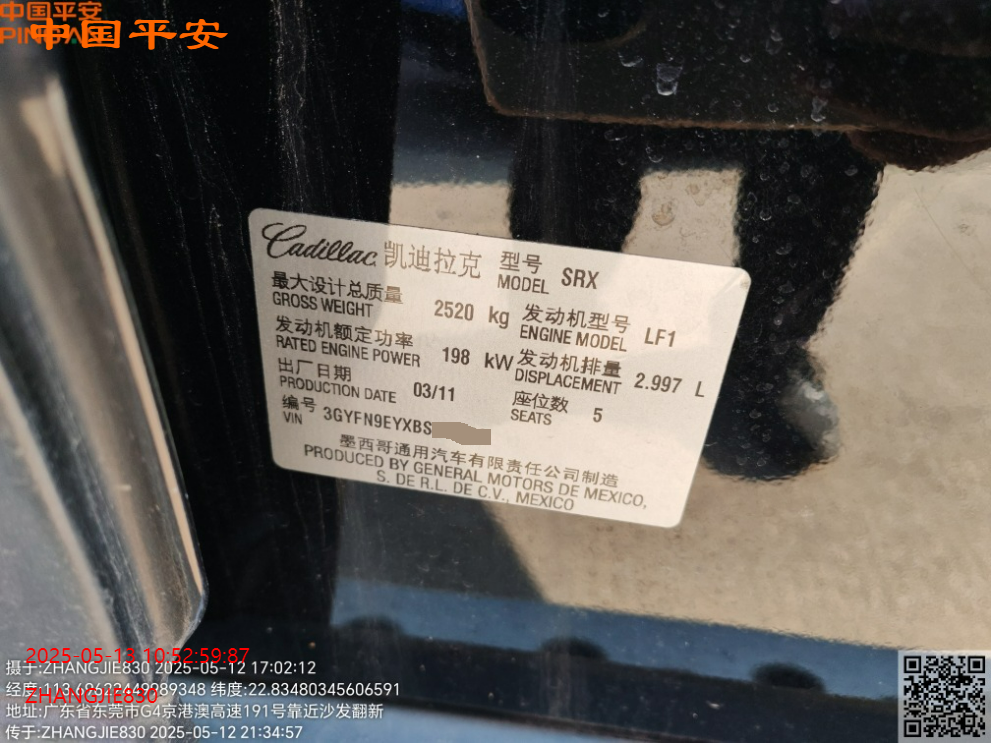 中国平安
PING AN
中国平安
Cadillac 凯迪拉克 型号 MODEL SRX
最大设计总质量 GROSS WEIGHT 2520 kg 发动机型号 ENGINE MODEL LF1
发动机额定功率 RATED ENGINE POWER 198 kW 发动机排量 DISPLACEMENT 2.997 L
出厂日期 PRODUCTION DATE 03/11 座位数 SEATS 5
编号 VIN 3GYFN9EYXBS
墨西哥通用汽车有限责任公司制造
PRODUCED BY GENERAL MOTORS DE MEXICO,
S. DE R.L. DE C.V., MEXICO
2025-05-13 10:52:59:87
摄于:ZHANGJIE830 2025-05-12 17:02:12
纬度:22.83480345606591
ZHANGJIE830
地址:广东省东莞市G4京港澳高速191号靠近沙发翻新
传于:ZHANGJIE830 2025-05-12 21:34:57